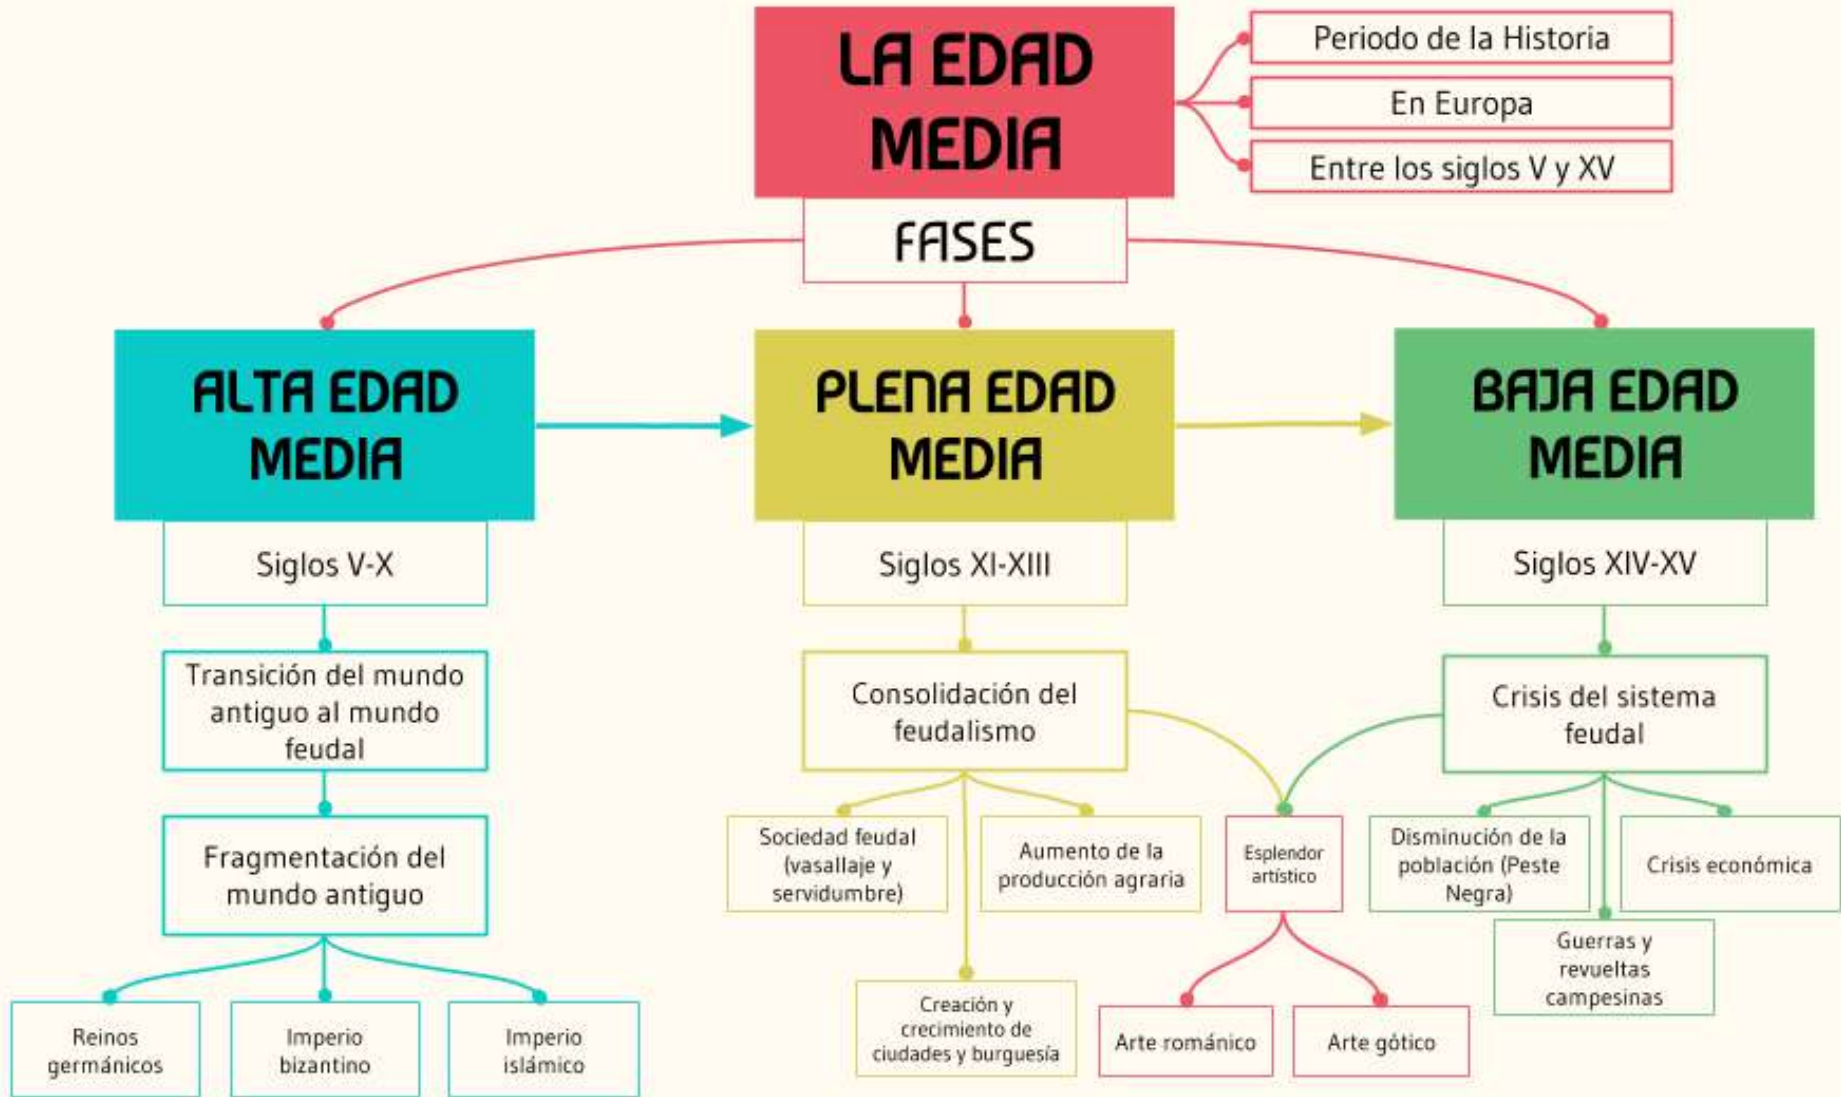 LA EDAD
MEDIA
Periodo de la Historia
En Europa
Entre los siglos V y XV
FASES
ALTA EDAD
MEDIA
PLENA EDAD
MEDIA
BAJA EDAD
MEDIA
Siglos V-X
Siglos XI-XIII
Siglos XIV-XV
Transición del mundo
antiguo al mundo
feudal
Consolidación del
feudalismo
Crisis del sistema
feudal
Fragmentación del
mundo antiguo
Sociedad feudal
(vasallaje y
servidumbre)
Aumento de la
producción agraria
Esplendor
artístico
Disminución de la
población (Peste
Negra)
Crisis económica
Guerras y
revueltas
campesinas
Reinos
germánicos
Imperio
bizantino
Imperio
islámico
Creación y
crecimiento de
ciudades y burguesía
Arte románico
Arte gótico